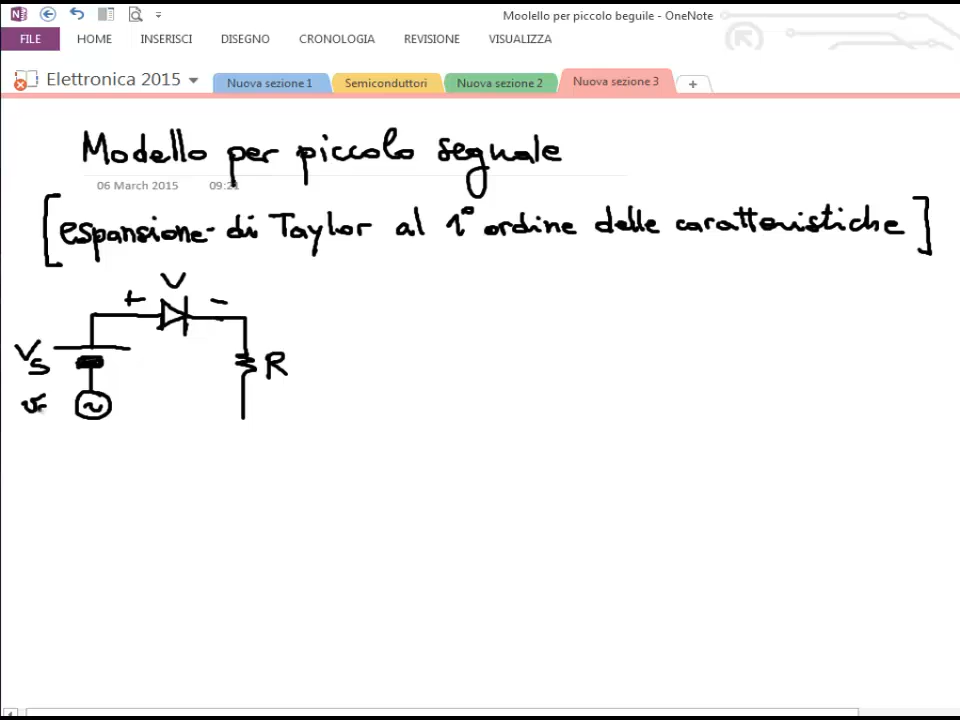 Moolello per piccolo beguile - OneNote
FILE HOME INSERISCI DISEGNO CRONOLOGIA REVISIONE VISUALIZZA
Elettronica 2015 Nuova sezione 1 Semiconduttori Nuova sezione 2 Nuova sezione 3 +
Modello per piccolo segnale
06 March 2015 09:21
[espansione di Taylor al 1° ordine delle caratteristiche]
V
+ -
Vs
R